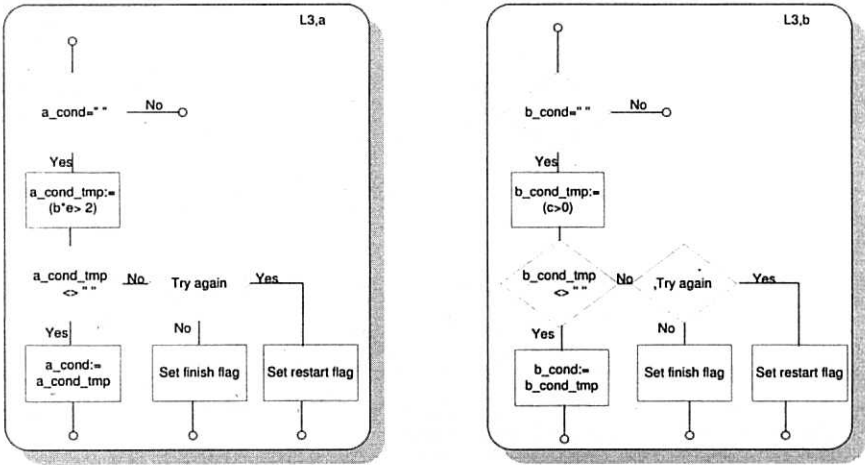 L3,a
a_cond=" "
No
Yes
a_cond_tmp:=
(b*e> 2)
a_cond_tmp
<> " "
No
Try again
Yes
Yes
No
a_cond:=
a_cond_tmp
Set finish flag
Set restart flag
L3,b
b_cond=" "
No
Yes
b_cond_tmp:=
(c>0)
b_cond_tmp
<> " "
No
,Try again
Yes
Yes
No
b_cond:=
b_cond_tmp
Set finish flag
Set restart flag